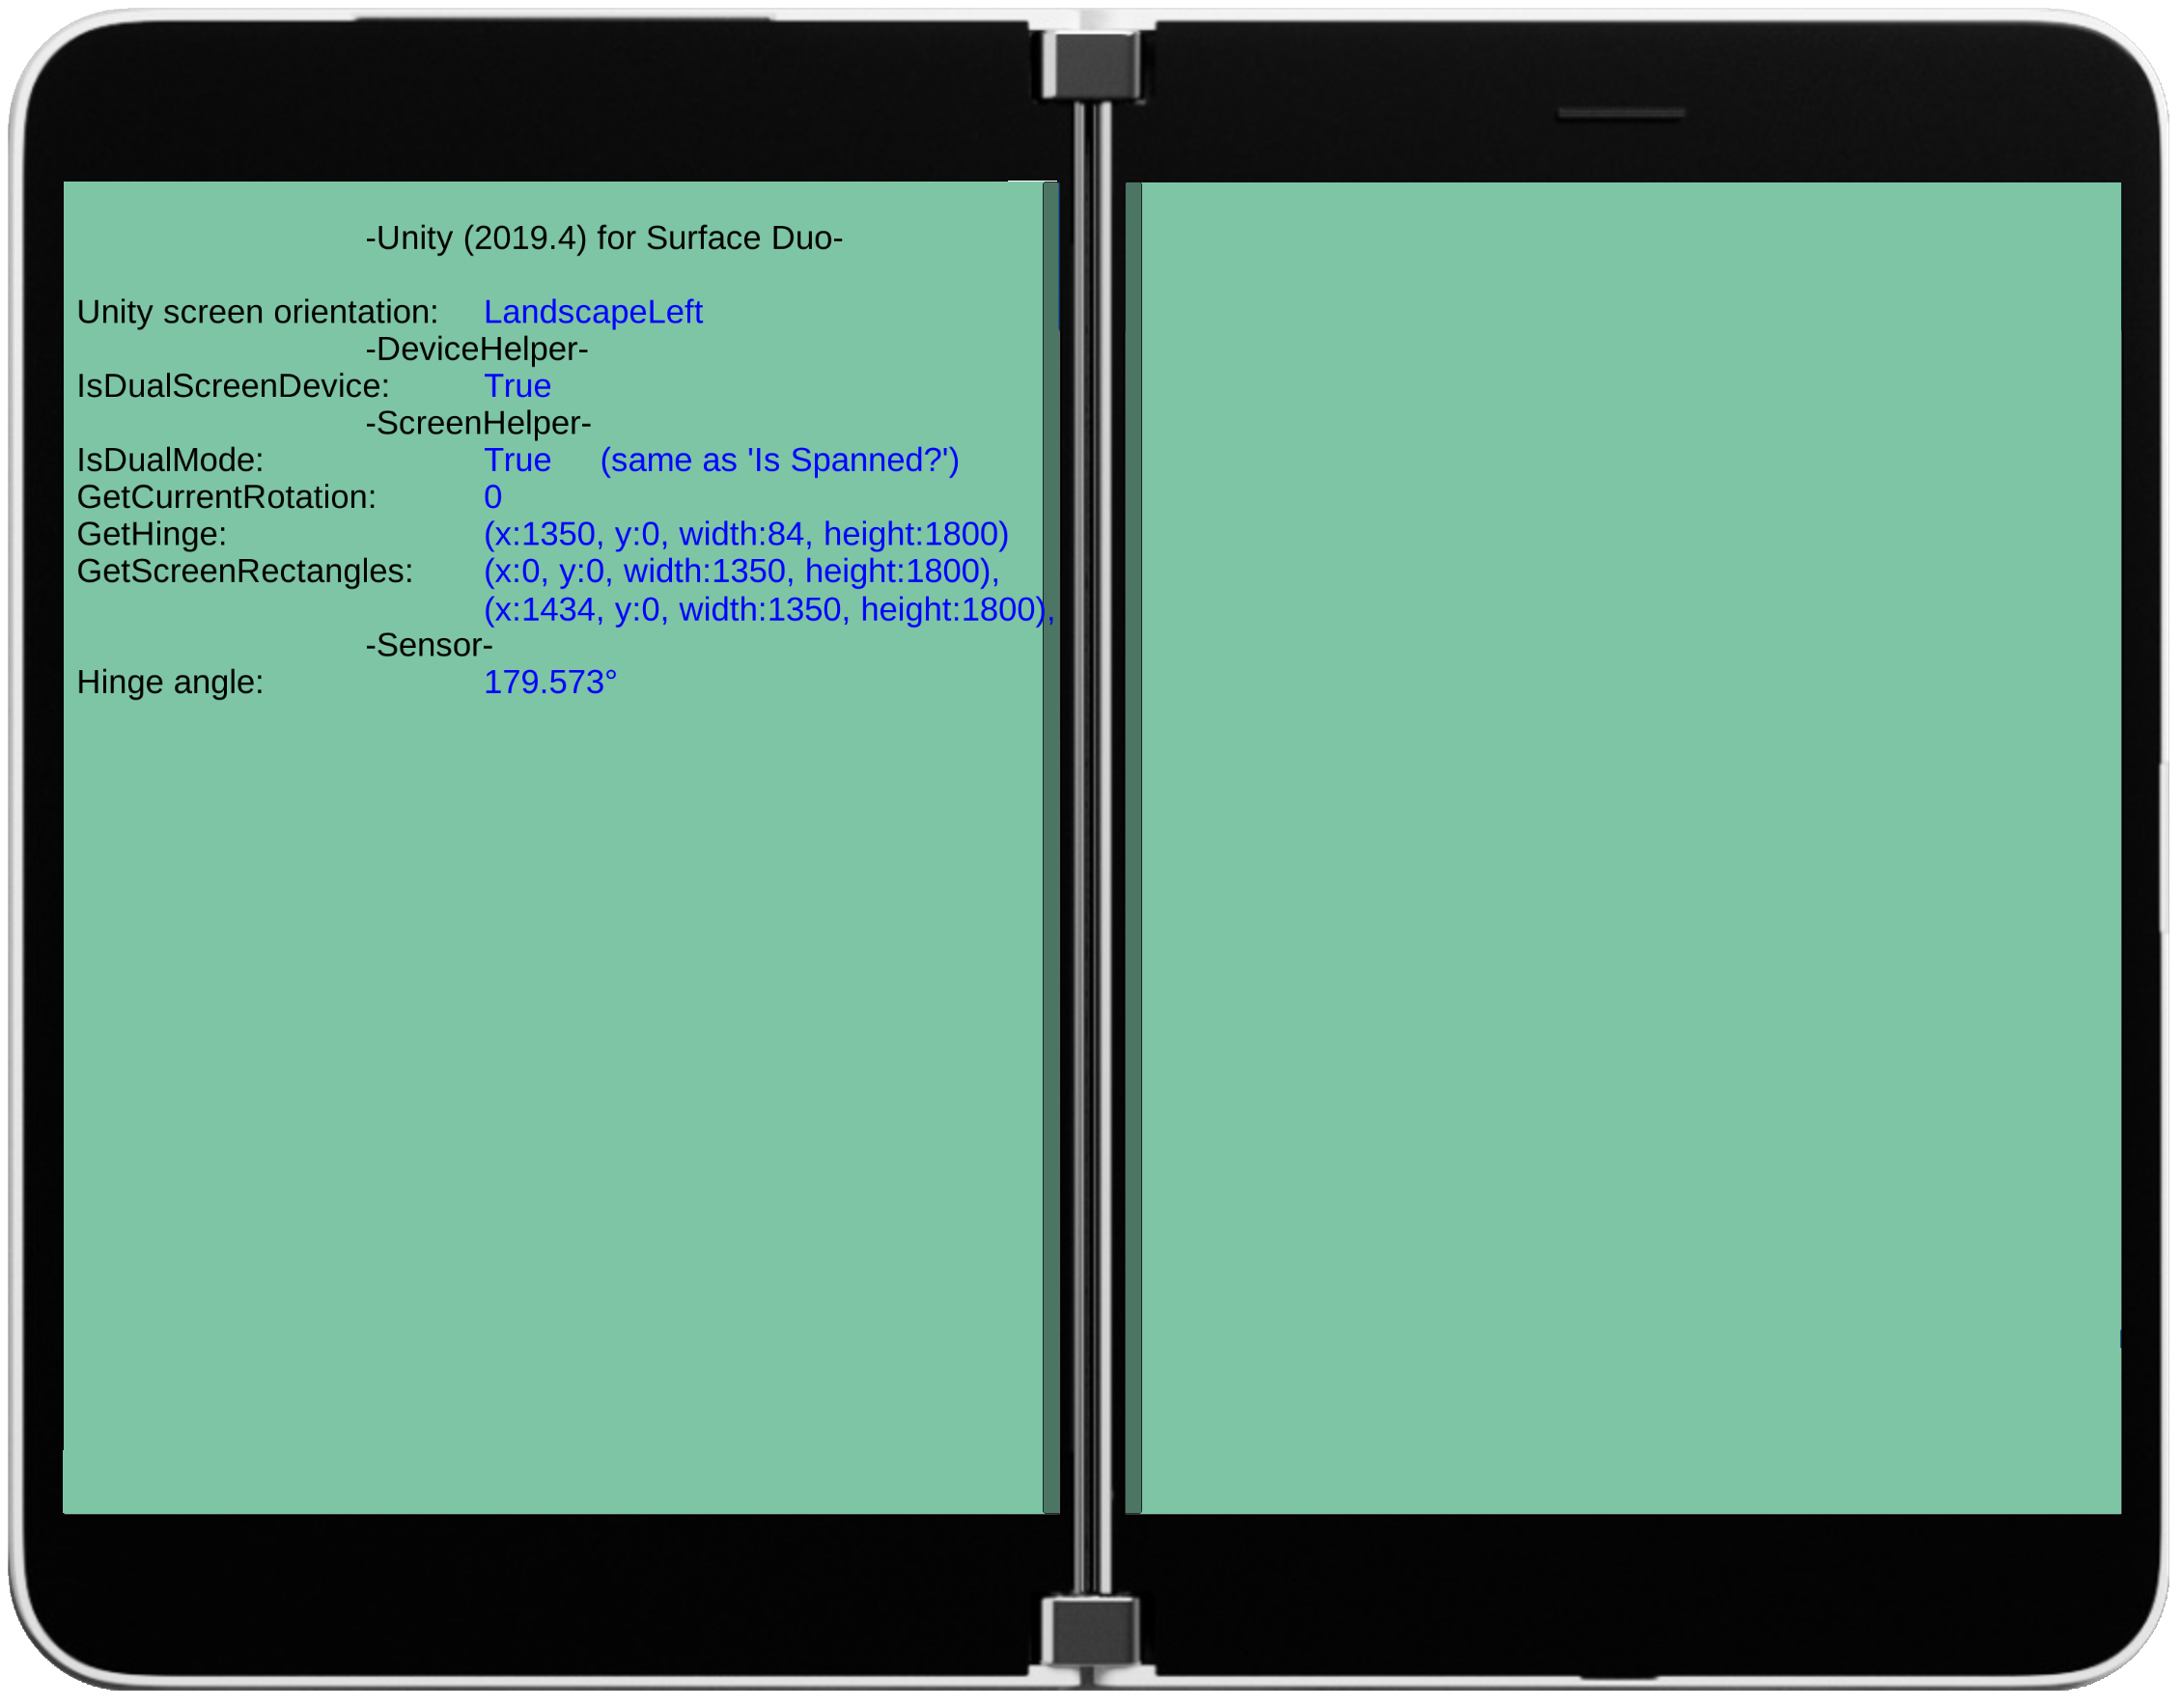 -Unity (2019.4) for Surface Duo-
Unity screen orientation: LandscapeLeft
-DeviceHelper-
IsDualScreenDevice: True
-ScreenHelper-
IsDualMode: True (same as 'Is Spanned?')
GetCurrentRotation: 0
GetHinge: (x:1350, y:0, width:84, height:1800)
GetScreenRectangles: (x:0, y:0, width:1350, height:1800),
(x:1434, y:0, width:1350, height:1800),
-Sensor-
Hinge angle: 179.573°